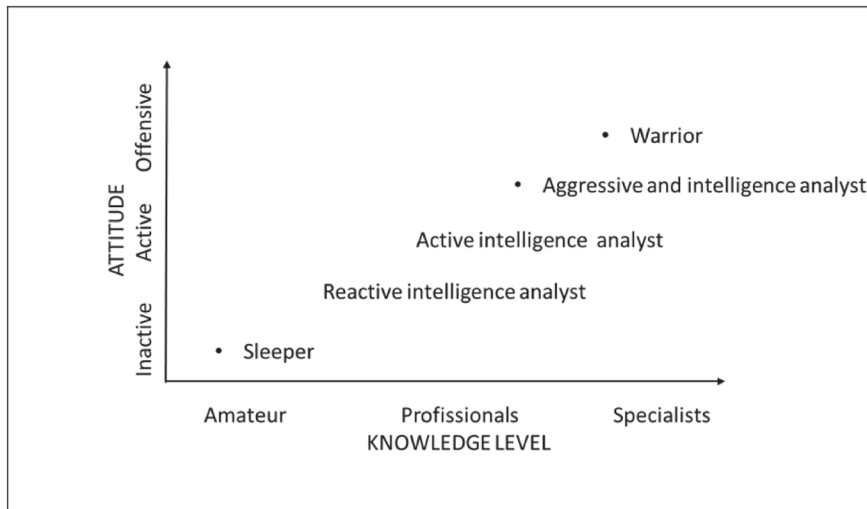 Offensive
Active
Inactive
ATTITUDE
• Warrior
• Aggressive and intelligence analyst
Active intelligence analyst
Reactive intelligence analyst
• Sleeper
Amateur Profissionals Specialists
KNOWLEDGE LEVEL